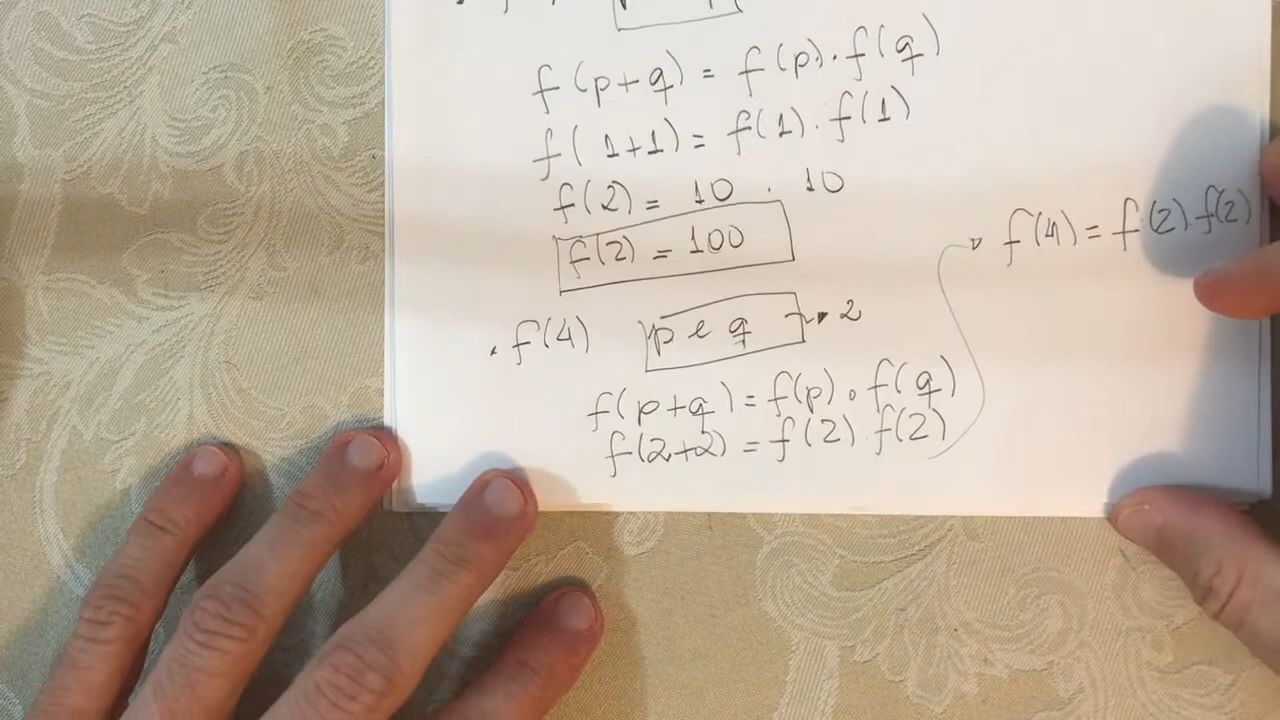 f(p+q) = f(p).f(q)
f(1+1) = f(1).f(1)
f(2) = 10 . 10
f(2) = 100
. f(4) p e q → 2
f(p+q) = f(p).f(q)
f(2+2) = f(2) f(2)
f(4) = f(2).f(2)